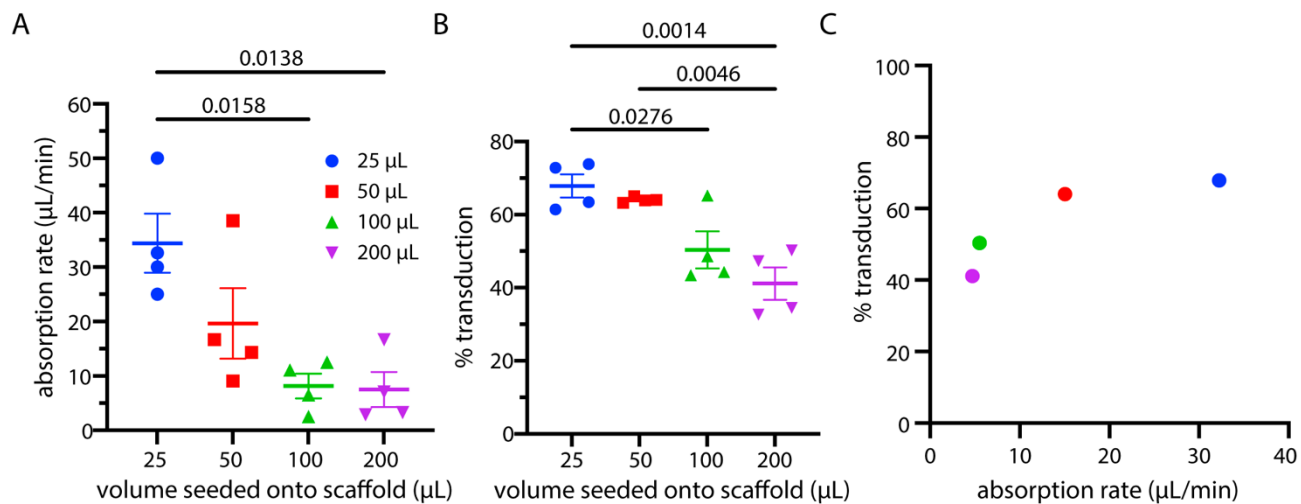 A
0.0138
0.0158
absorption rate (µL/min)
60
50
40
30
20
10
0
25 µL
50 µL
100 µL
200 µL
25 50 100 200
volume seeded onto scaffold (µL)
B
0.0014
0.0046
0.0276
% transduction
80
60
40
20
0
25 50 100 200
volume seeded onto scaffold (µL)
C
% transduction
100
80
60
40
20
0
0 10 20 30 40
absorption rate (µL/min)